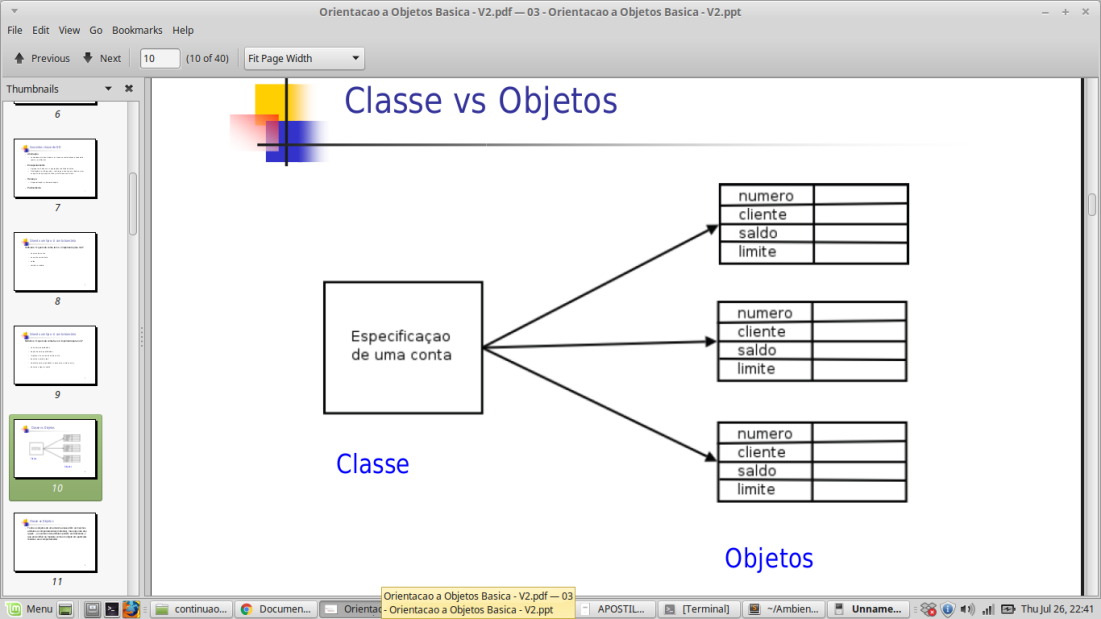 Orientacao a Objetos Basica - V2.pdf — 03 - Orientacao a Objetos Basica - V2.ppt
File Edit View Go Bookmarks Help
Previous Next 10 (10 of 40) Fit Page Width
Thumbnails
6
7
8
9
10
11
Classe vs Objetos
Especificaçao
de uma conta
Classe
numero
cliente
saldo
limite
numero
cliente
saldo
limite
numero
cliente
saldo
limite
Objetos
Orientacao a Objetos Basica - V2.pdf — 03
- Orientacao a Objetos Basica - V2.ppt
Menu continuao... Documen... Orientac APOSTIL... [Terminal] ~/Ambien... Unname... Thu Jul 26, 22:41